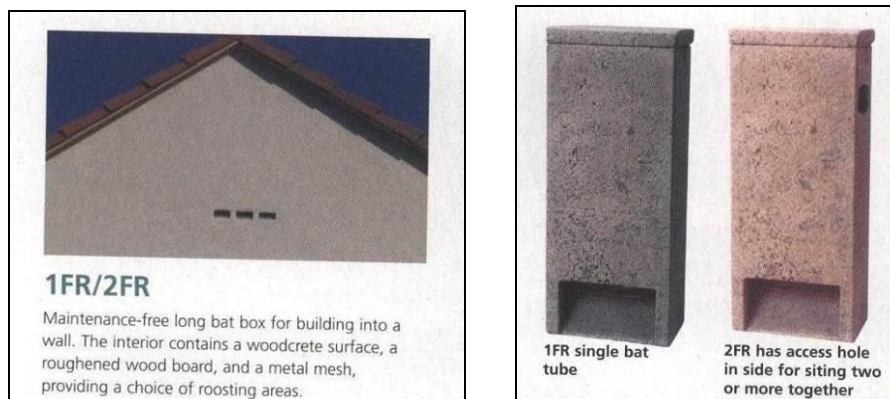 1FR/2FR
Maintenance-free long bat box for building into a
wall. The interior contains a woodcrete surface, a
roughened wood board, and a metal mesh,
providing a choice of roosting areas.
1FR single bat
tube
2FR has access hole
in side for siting two
or more together